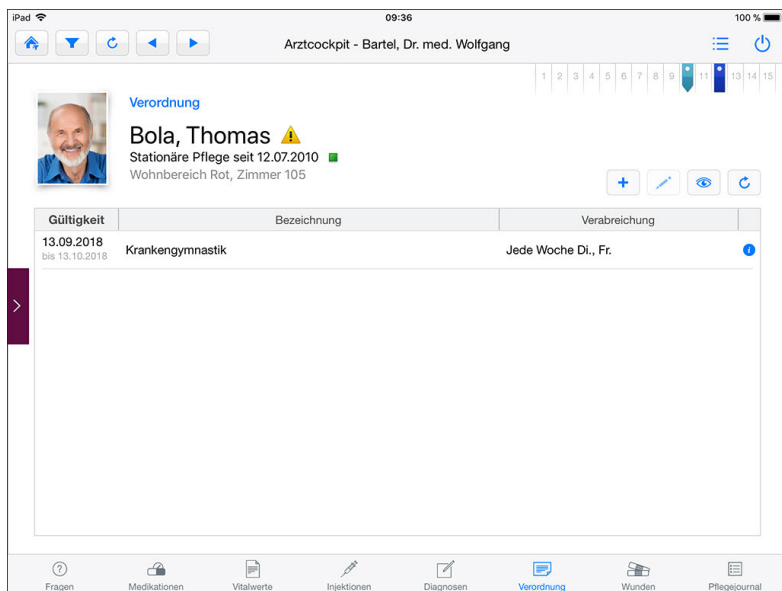 iPad 09:36 100 %
Arztcockpit - Bartel, Dr. med. Wolfgang
1 2 3 4 5 6 7 8 9 11 13 14 15
Verordnung
Bola, Thomas
Stationäre Pflege seit 12.07.2010
Wohnbereich Rot, Zimmer 105
Gültigkeit Bezeichnung Verabreichung
13.09.2018
bis 13.10.2018 Krankengymnastik Jede Woche Di., Fr.
Fragen Medikationen Vitalwerte Injektionen Diagnosen Verordnung Wunden Pflegejournal